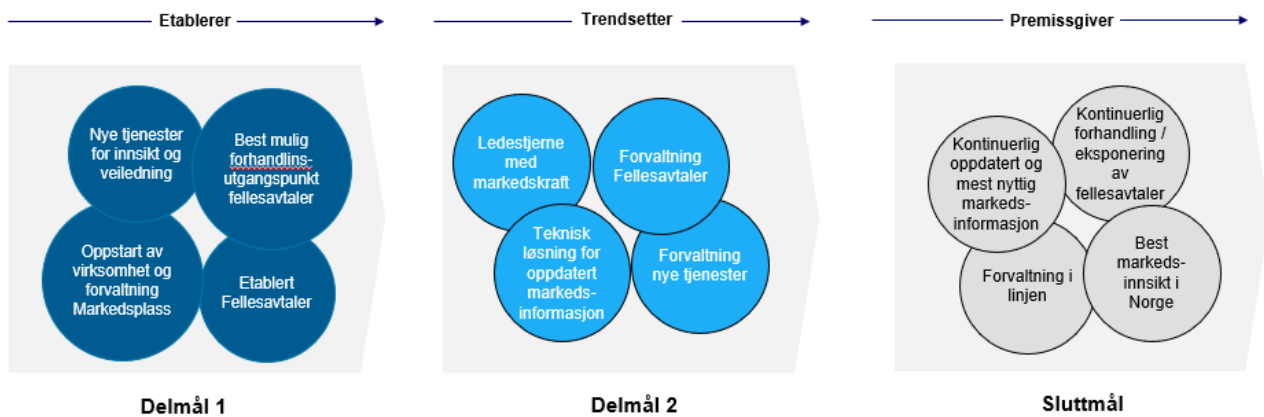 Etablerer
Trendsetter
Premissgiver
Nye tjenester
for innsikt og
veiledning
Best mulig
forhandlins-
utgangspunkt
fellesavtaler
Oppstart av
virksomhet og
forvaltning
Markedsplass
Etablert
Fellesavtaler
Ledestjerne
med
markedskraft
Forvaltning
Fellesavtaler
Teknisk
løsning for
oppdatert
markeds-
informasjon
Forvaltning
nye tjenester
Kontinuerlig
oppdatert og
mest nyttig
markeds-
informasjon
Kontinuerlig
forhandling /
eksponering
av
fellesavtaler
Forvaltning i
linjen
Best
markeds-
innsikt i
Norge
Delmål 1
Delmål 2
Sluttmål